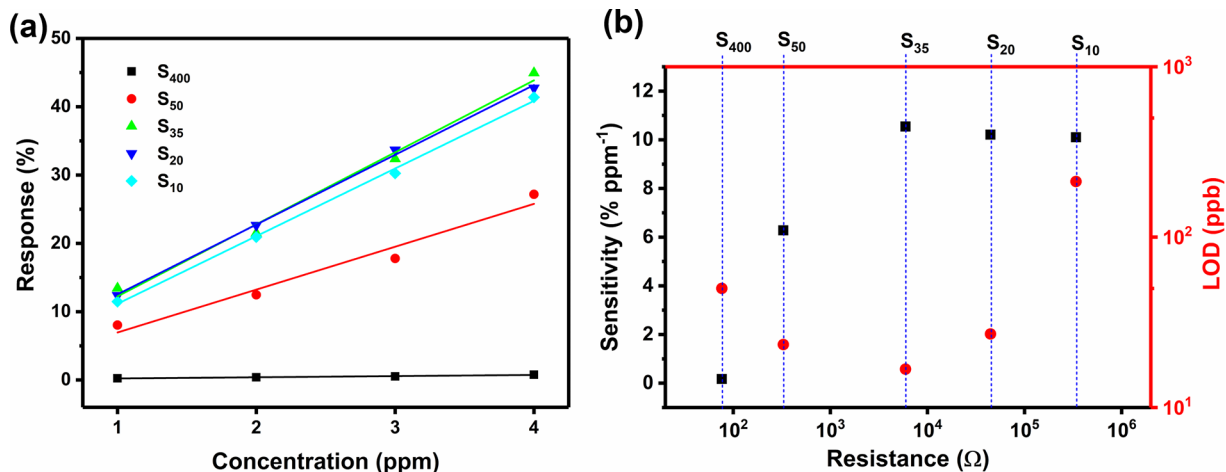 (a)
50
40
30
20
10
0
Response (%)
S400
S50
S35
S20
S10
1 2 3 4
Concentration (ppm)
(b)
S400 S50 S35 S20 S10
12
10
8
6
4
2
0
Sensitivity (% ppm-1)
10^3
10^2
10^1
LOD (ppb)
10^2 10^3 10^4 10^5 10^6
Resistance (Ω)